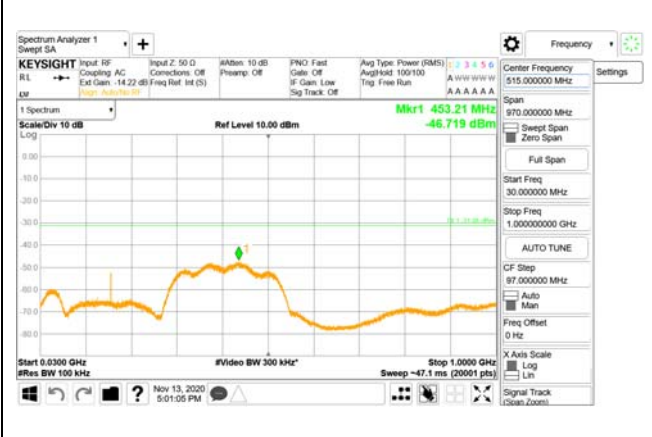 Spectrum Analyzer 1
Swept SA
Frequency
KEYSIGHT
RL
Input: RF
Coupling: AC
Ext Gain: -14.22 dB
Align: Auto/No RF
Input Z: 50 Ω
Corrections: Off
Freq Ref: Int (S)
#Atten: 10 dB
Preamp: Off
PNO: Fast
Gate: Off
IF Gain: Low
Sig Track: Off
Avg Type: Power (RMS)
Avg|Hold: 100/100
Trig: Free Run
1 2 3 4 5 6
A W W W W W
A A A A A A
1 Spectrum
Scale/Div 10 dB
Ref Level 10.00 dBm
Mkr1 453.21 MHz
-46.719 dBm
Log
0.00
-10.0
-20.0
-30.0
-40.0
-50.0
-60.0
-70.0
-80.0
1
Start 0.0300 GHz
#Res BW 100 kHz
#Video BW 300 kHz*
Stop 1.0000 GHz
Sweep ~47.1 ms (20001 pts)
Nov 13, 2020
5:01:05 PM
Center Frequency
515.000000 MHz
Settings
Span
970.000000 MHz
Swept Span
Zero Span
Full Span
Start Freq
30.000000 MHz
Stop Freq
1.000000000 GHz
AUTO TUNE
CF Step
97.000000 MHz
Auto
Man
Freq Offset
0 Hz
X Axis Scale
Log
Lin
Signal Track
(Span Zoom)